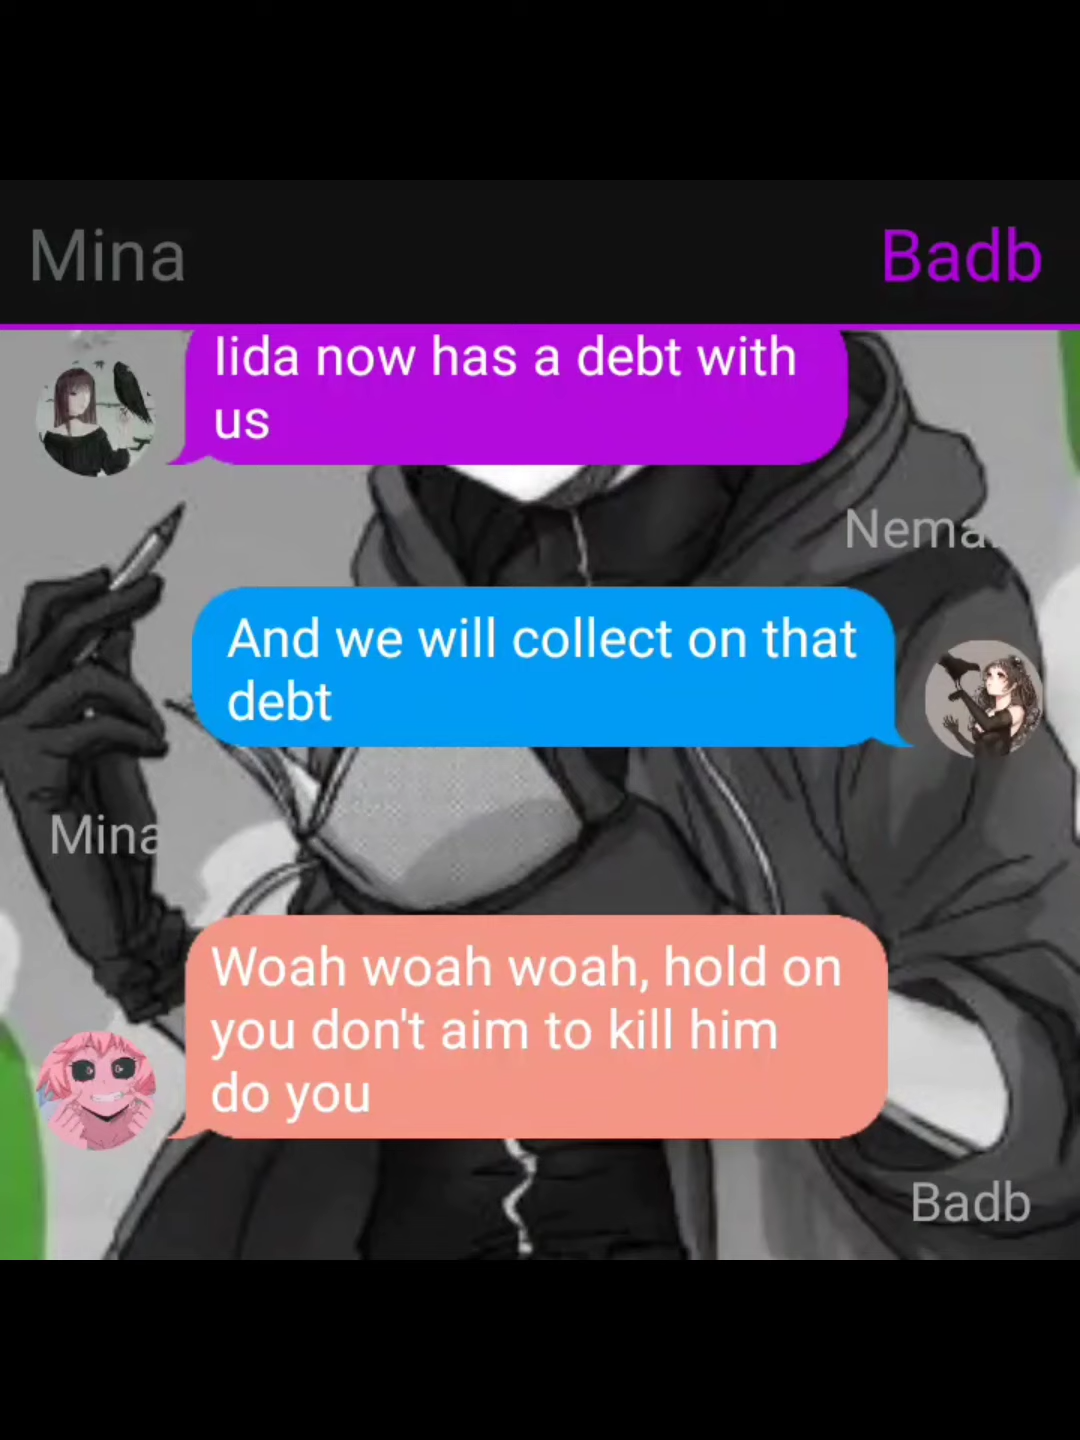 Mina
Badb
Iida now has a debt with
us
And we will collect on that
debt
Mina
Woah woah woah, hold on
you don't aim to kill him
do you
Badb